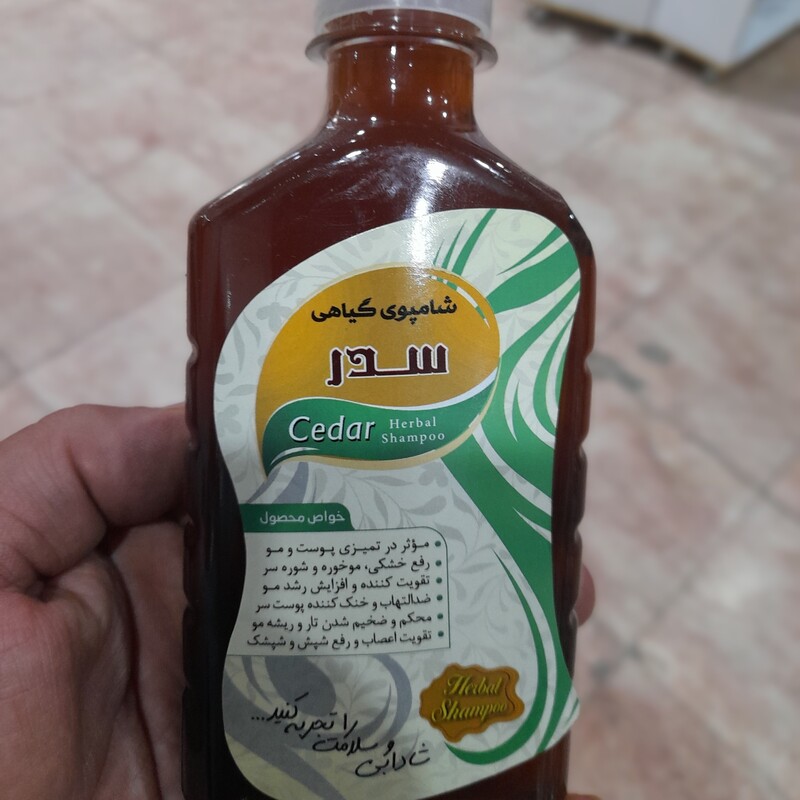 شامپوی گیاهی
سدر
Cedar Herbal
Shampoo
خواص محصول
• مؤثر در تمیزی پوست و مو
• رفع خشکی، موخوره و شوره سر
• تقویت کننده و افزایش رشد مو
• ضدالتهاب و خنک کننده پوست سر
• محکم و ضخیم شدن تار و ریشه مو
• تقویت اعصاب و رفع شپش و شپشک
Herbal
Shampoo
شادابی و سلامت را تجربه کنید...